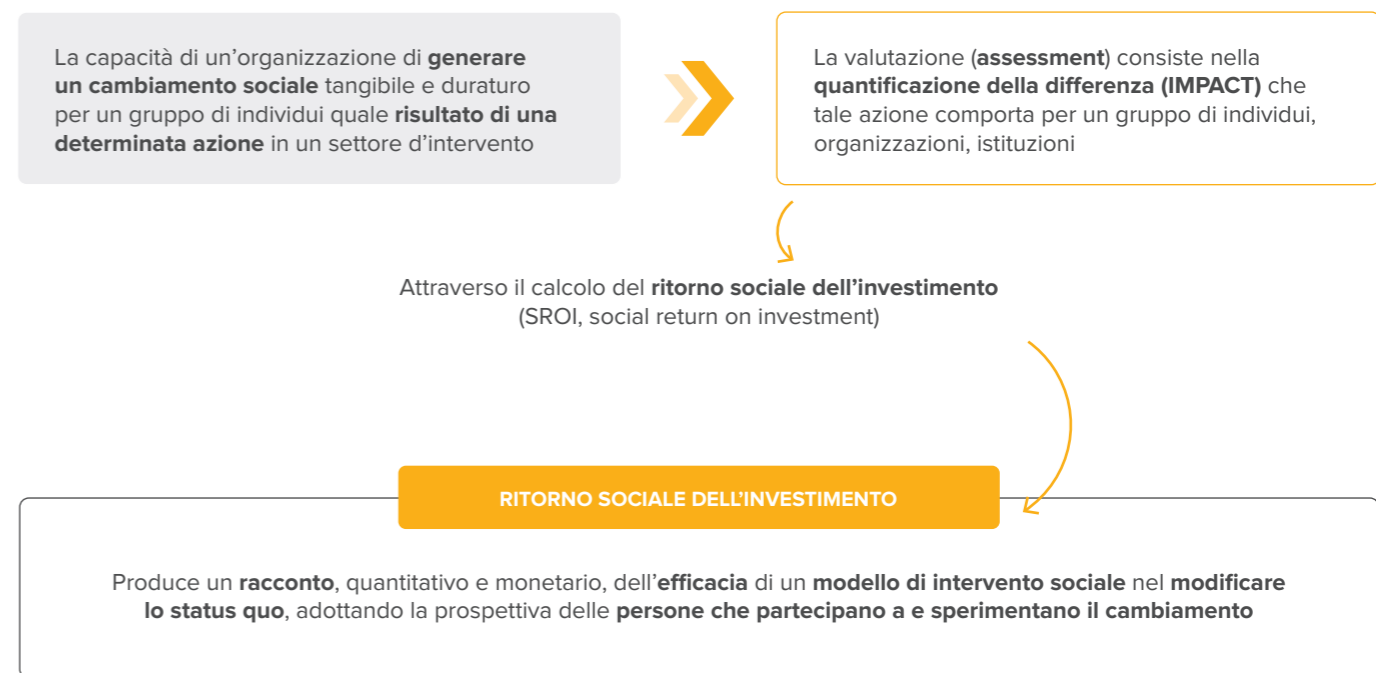 La capacità di un’organizzazione di generare
un cambiamento sociale tangibile e duraturo
per un gruppo di individui quale risultato di una
determinata azione in un settore d’intervento
La valutazione (assessment) consiste nella
quantificazione della differenza (IMPACT) che
tale azione comporta per un gruppo di individui,
organizzazioni, istituzioni
Attraverso il calcolo del ritorno sociale dell’investimento
(SROI, social return on investment)
RITORNO SOCIALE DELL’INVESTIMENTO
Produce un racconto, quantitativo e monetario, dell’efficacia di un modello di intervento sociale nel modificare
lo status quo, adottando la prospettiva delle persone che partecipano a e sperimentano il cambiamento